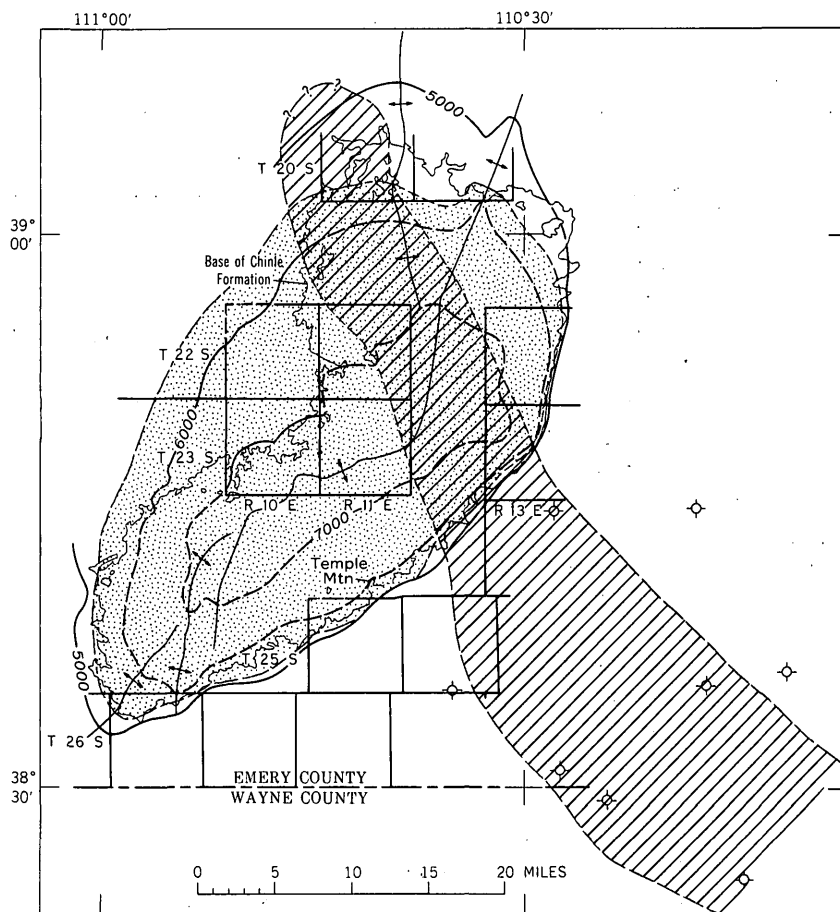 111°00'
110°30'
5000
? ? ? ?
T 20 S
39°
00'
Base of Chinle
Formation
T 22 S
6000
T 23 S
R 10 E
R 11 E
R 13 E
7000
Temple
Mtn
T 25 S
5000
T 26 S
38°
30'
EMERY COUNTY
WAYNE COUNTY
0 5 10 15 20 MILES